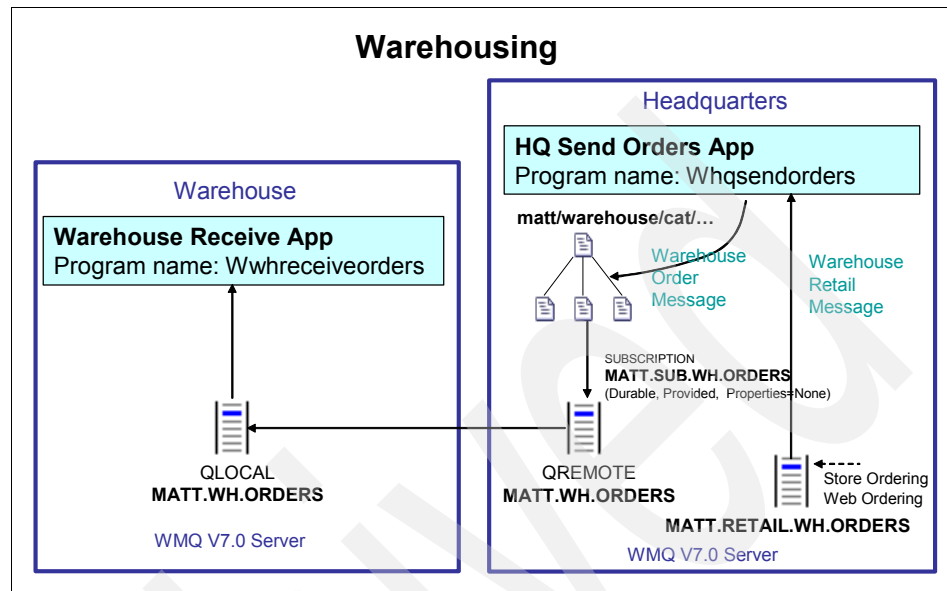 Warehousing
Warehouse
Warehouse Receive App
Program name: Wwhreceiveorders
QLOCAL
MATT.WH.ORDERS
WMQ V7.0 Server
Headquarters
HQ Send Orders App
Program name: Whqsendorders
matt/warehouse/cat/…
Warehouse
Order
Message
Warehouse
Retail
Message
SUBSCRIPTION
MATT.SUB.WH.ORDERS
(Durable, Provided, Properties=None)
QREMOTE
MATT.WH.ORDERS
Store Ordering
Web Ordering
MATT.RETAIL.WH.ORDERS
WMQ V7.0 Server